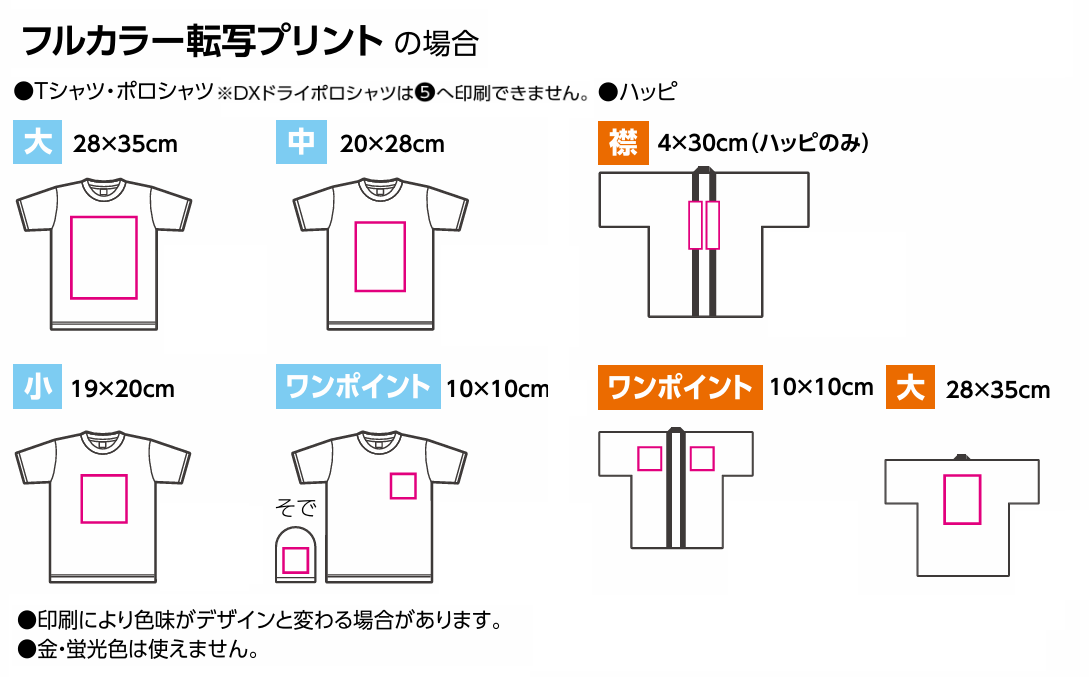 フルカラー転写プリント の場合
●Tシャツ・ポロシャツ ※DXドライポロシャツは❺へ印刷できません。
大 28×35cm
中 20×28cm
小 19×20cm
ワンポイント 10×10cm
そで
●ハッピ
襟 4×30cm(ハッピのみ)
ワンポイント 10×10cm
大 28×35cm
●印刷により色味がデザインと変わる場合があります。
●金・蛍光色は使えません。